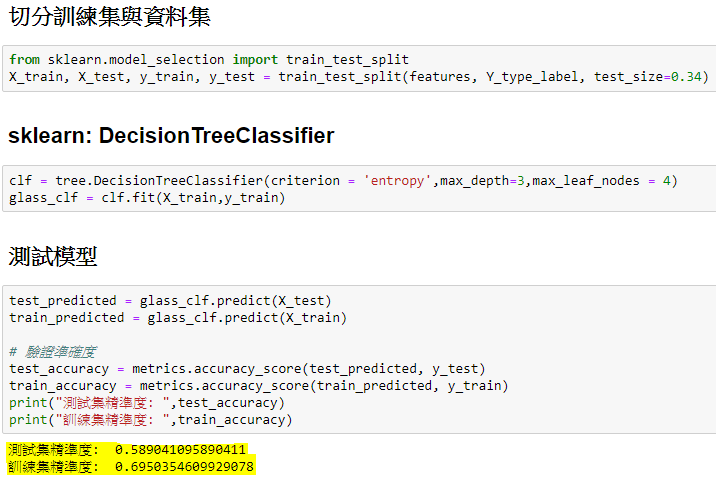 切分訓練集與資料集
from sklearn.model_selection import train_test_split
X_train, X_test, y_train, y_test = train_test_split(features, Y_type_label, test_size=0.34)
sklearn: DecisionTreeClassifier
clf = tree.DecisionTreeClassifier(criterion = 'entropy',max_depth=3,max_leaf_nodes = 4)
glass_clf = clf.fit(X_train,y_train)
測試模型
test_predicted = glass_clf.predict(X_test)
train_predicted = glass_clf.predict(X_train)
# 驗證準確度
test_accuracy = metrics.accuracy_score(test_predicted, y_test)
train_accuracy = metrics.accuracy_score(train_predicted, y_train)
print("測試集精準度: ",test_accuracy)
print("訓練集精準度: ",train_accuracy)
測試集精準度:  0.589041095890411
訓練集精準度:  0.6950354609929078